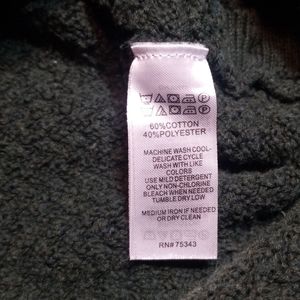 60%COTTON
40%POLYESTER
MACHINE WASH COOL-
DELICATE CYCLE
WASH WITH LIKE
COLORS
USE MILD DETERGENT
ONLY NON-CHLORINE
BLEACH WHEN NEEDED
TUMBLE DRY LOW
MEDIUM IRON IF NEEDED
OR DRY CLEAN
RN# 75343